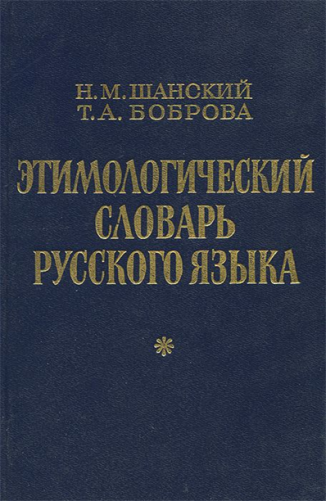 Н. М. ШАНСКИЙ
Т. А. БОБРОВА
ЭТИМОЛОГИЧЕСКИЙ
СЛОВАРЬ
РУССКОГО ЯЗЫКА